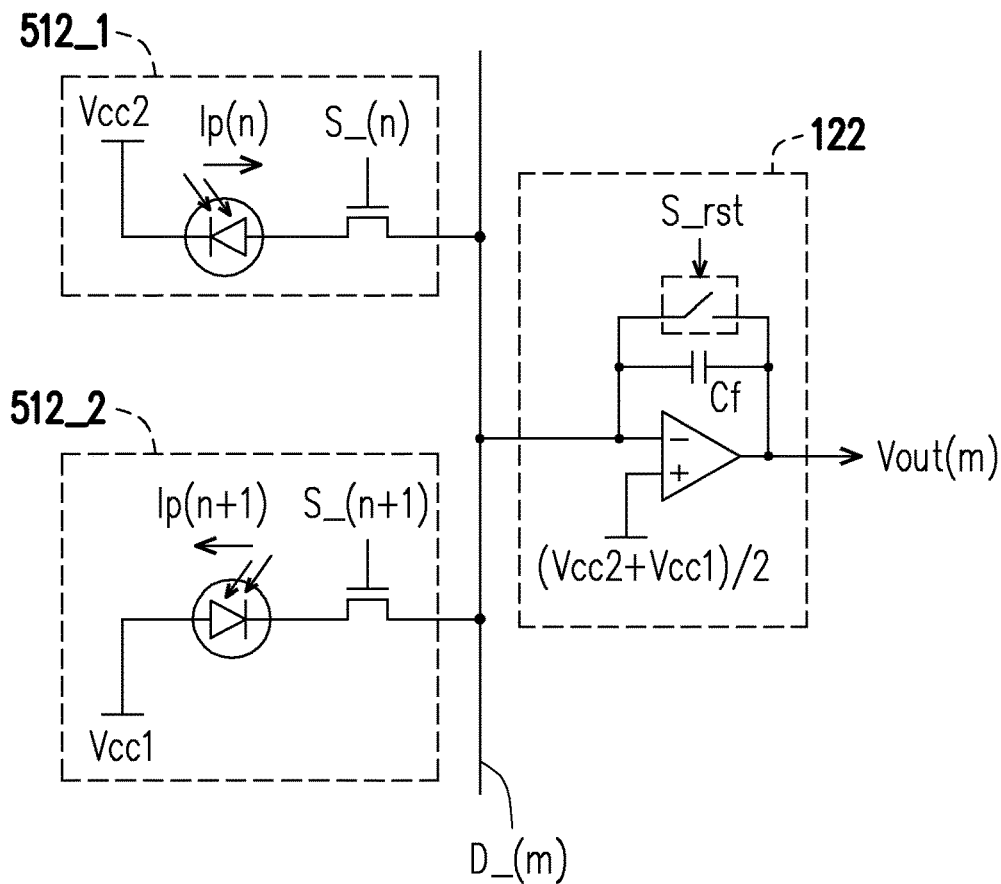 512_1
Vcc2
Ip(n)
S_(n)
122
S_rst
Cf
−
+
Vout(m)
(Vcc2+Vcc1)/2
512_2
Ip(n+1)
S_(n+1)
Vcc1
D_(m)